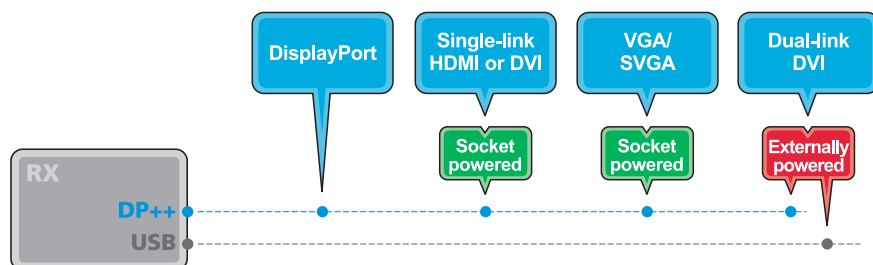 DisplayPort
Single-link
HDMI or DVI
VGA/
SVGA
Dual-link
DVI
Socket
powered
Socket
powered
Externally
powered
RX
DP++
USB